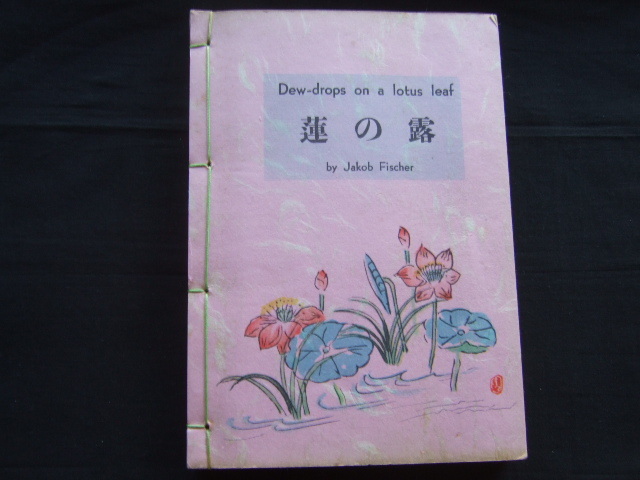 Dew-drops on a lotus leaf
蓮の露
by Jakob Fischer